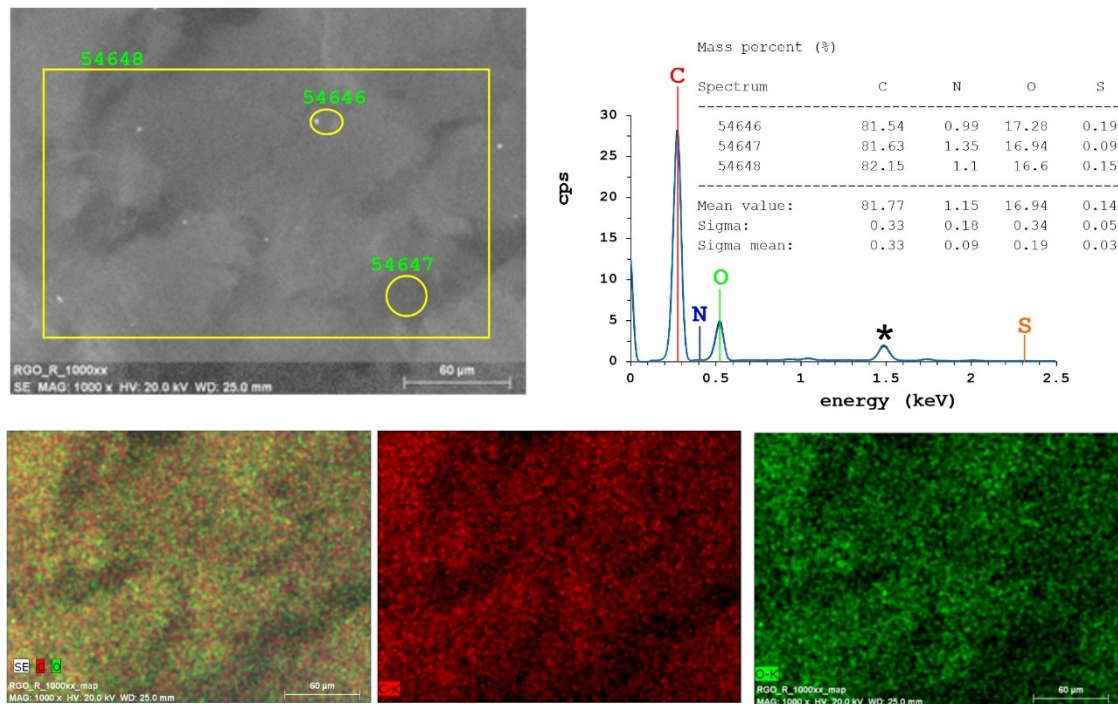 54648
54646
54647
RGO_R_1000xx
SE MAG: 1000 x HV: 20.0 kV WD: 25.0 mm
60 µm
Mass percent (%)
Spectrum C N O S
54646 81.54 0.99 17.28 0.19
54647 81.63 1.35 16.94 0.09
54648 82.15 1.1 16.6 0.15
Mean value: 81.77 1.15 16.94 0.14
Sigma: 0.33 0.18 0.34 0.05
Sigma mean: 0.33 0.09 0.19 0.03
C
N
O
*
S
30
25
20
15
10
5
0
cps
0 0.5 1 1.5 2 2.5
energy (keV)
SE C O
RGO_R_1000xx_map
MAG: 1000 x HV: 20.0 kV WD: 25.0 mm
60 µm
C-K
O-K
RGO_R_1000xx_map
MAG: 1000 x HV: 20.0 kV WD: 25.0 mm
60 µm